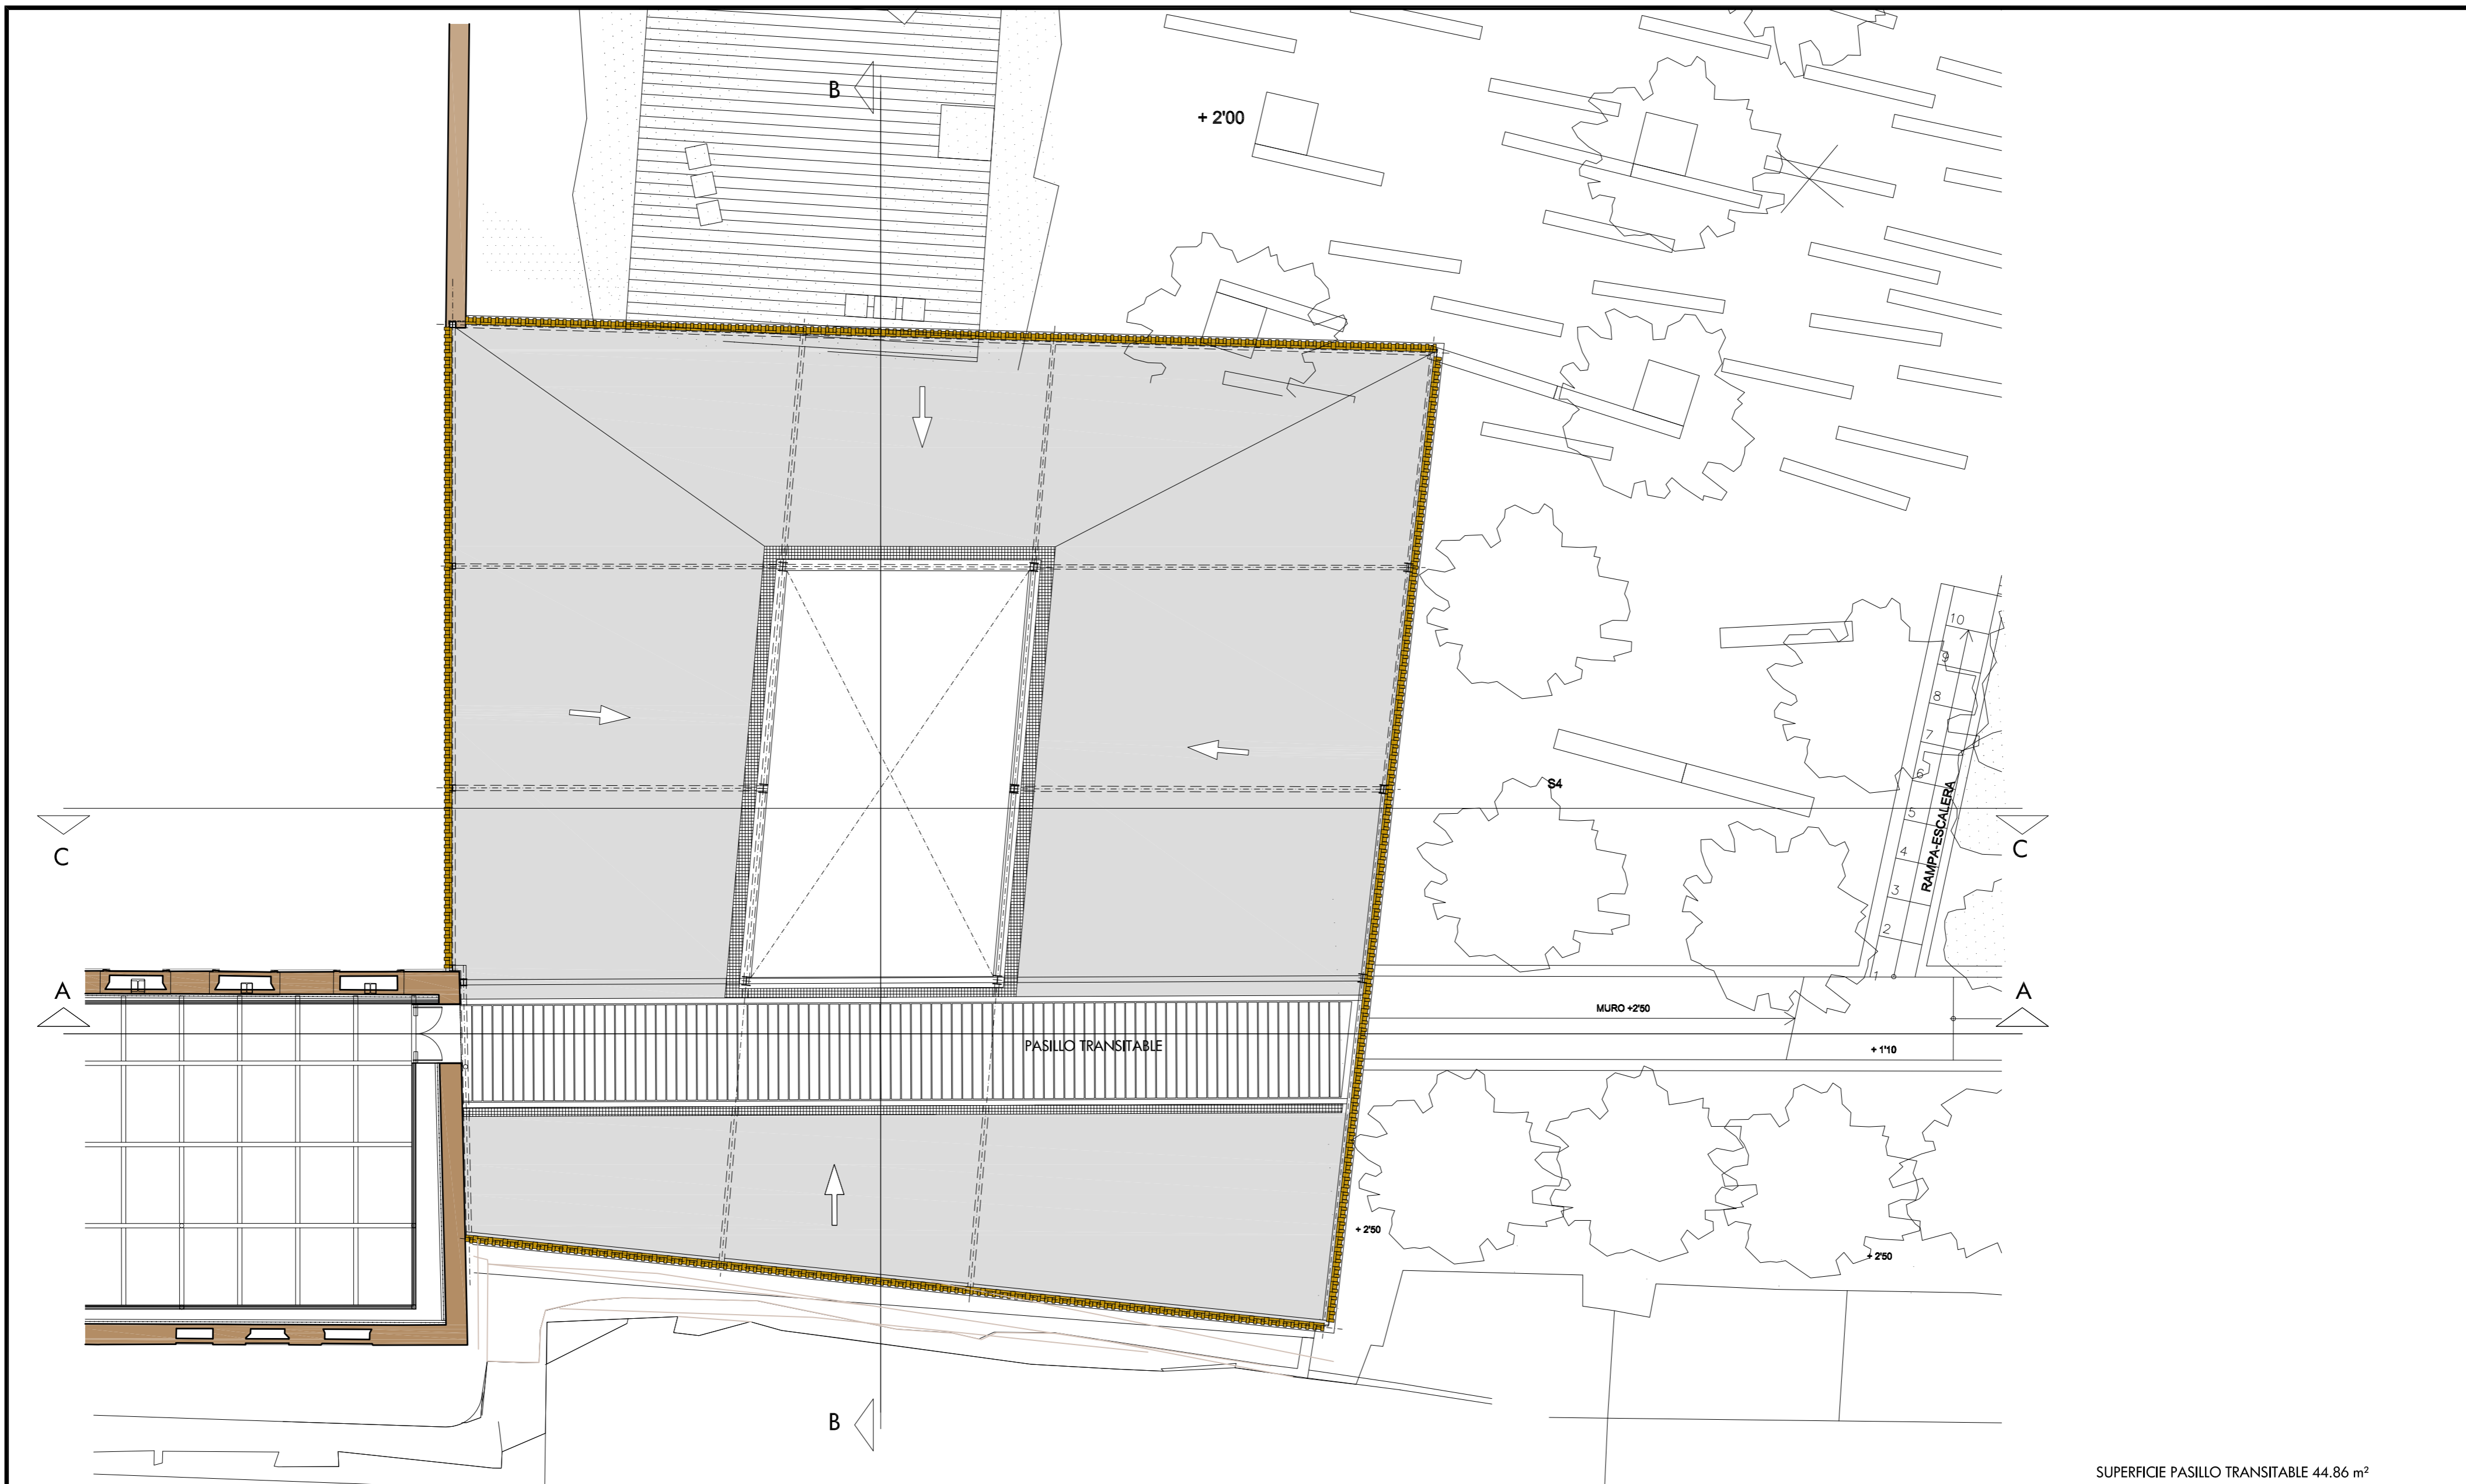 B
+ 2'00
10
9
8
7
S4
6
5
RAMPA-ESCALERA
C
C
4
3
2
1
A
A
MURO +2'50
PASILLO TRANSITABLE
+ 1'10
+ 2'50
+ 2'50
B
SUPERFICIE PASILLO TRANSITABLE 44.86 m²